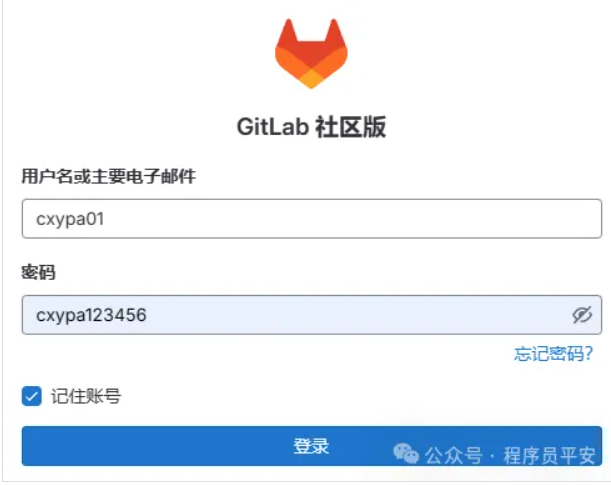 GitLab 社区版
用户名或主要电子邮件
cxypa01
密码
cxypa123456
忘记密码?
记住账号
登录
公众号 · 程序员平安